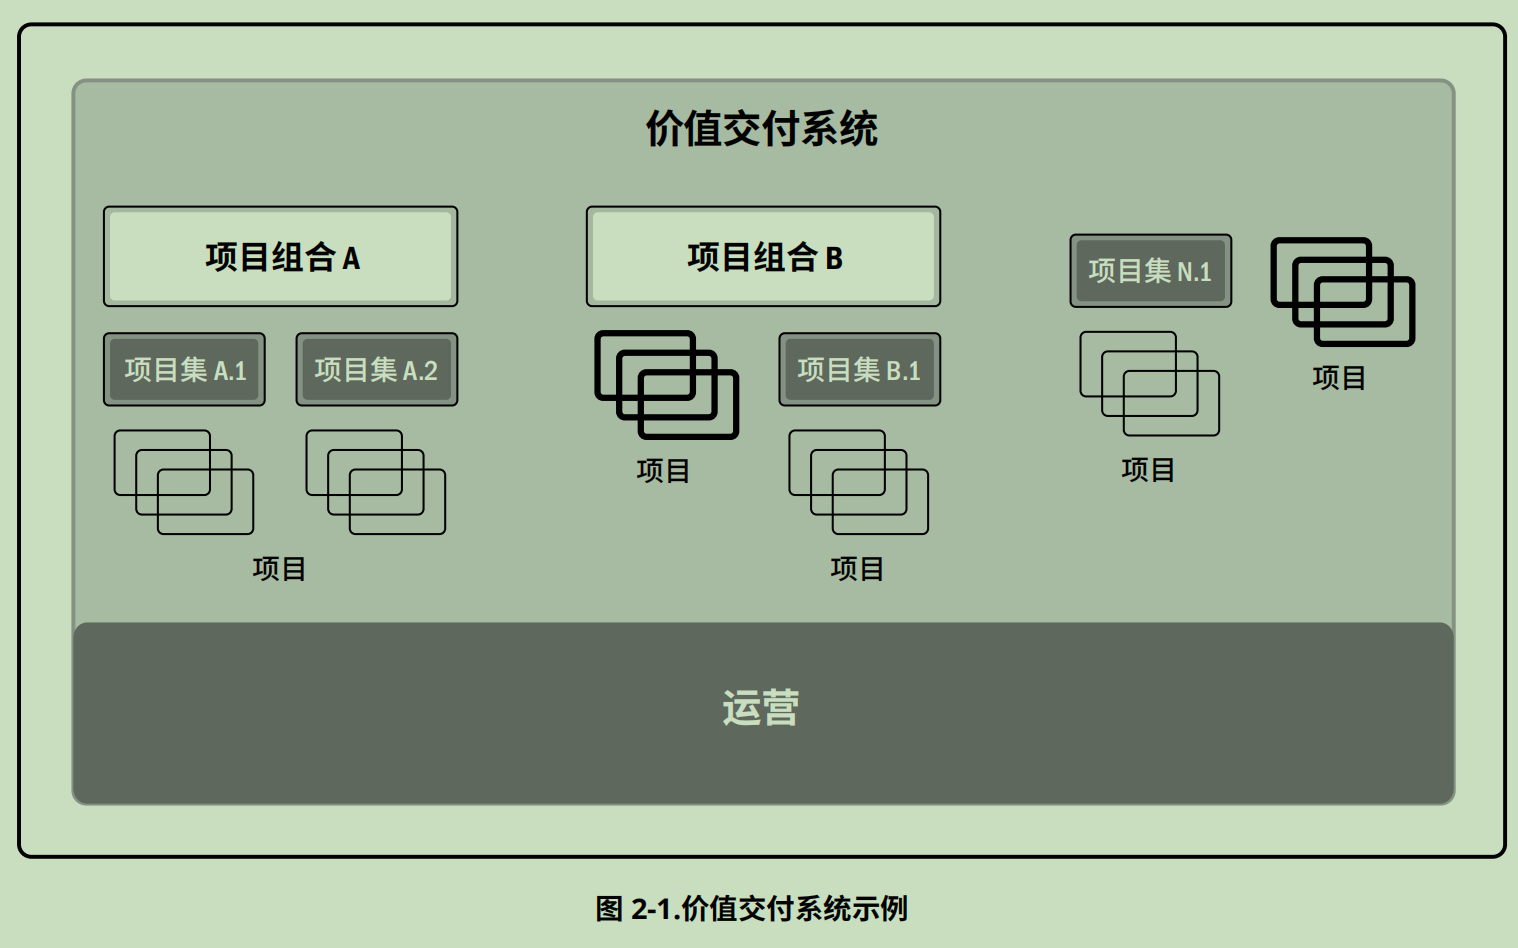 价值交付系统
项目组合 A
项目集 A.1
项目集 A.2
项目
项目组合 B
项目
项目集 B.1
项目
项目集 N.1
项目
项目
运营
图 2-1.价值交付系统示例